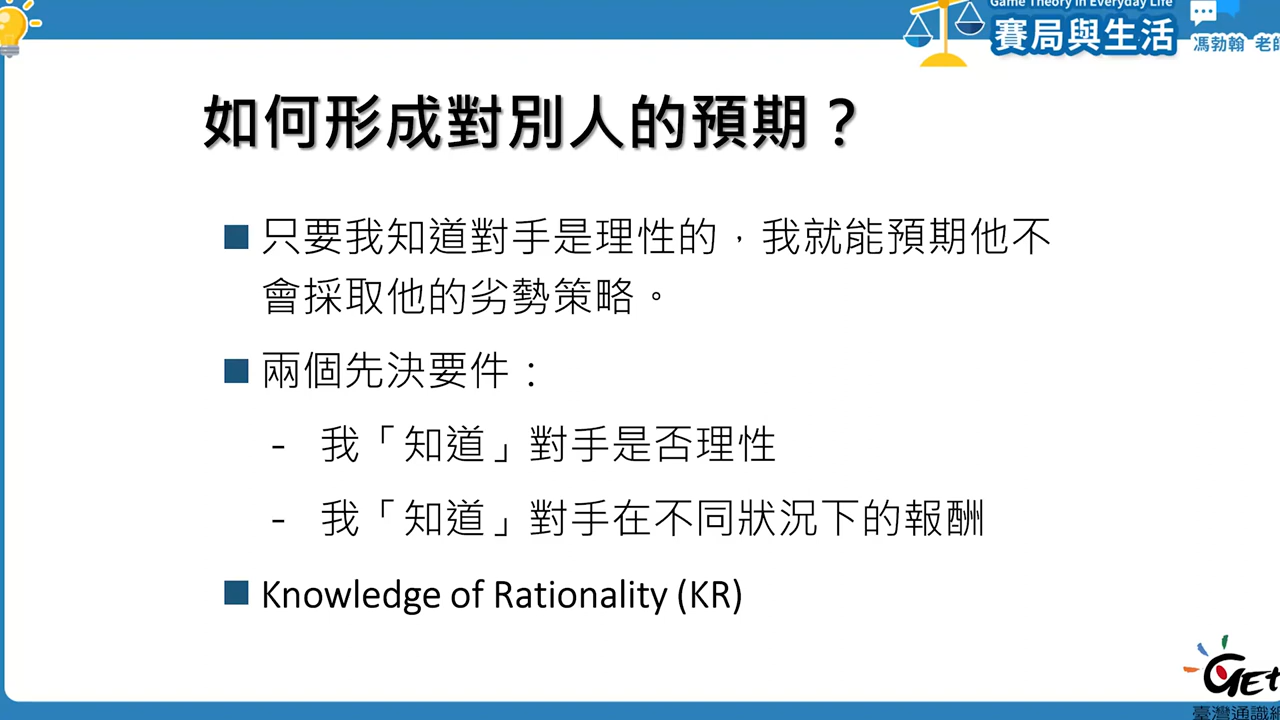 Game Theory in Everyday Life
賽局與生活
馮勃翰 老師
如何形成對別人的預期？
■ 只要我知道對手是理性的，我就能預期他不
會採取他的劣勢策略。
■ 兩個先決要件：
- 我「知道」對手是否理性
- 我「知道」對手在不同狀況下的報酬
■ Knowledge of Rationality (KR)
GEt
臺灣通識網